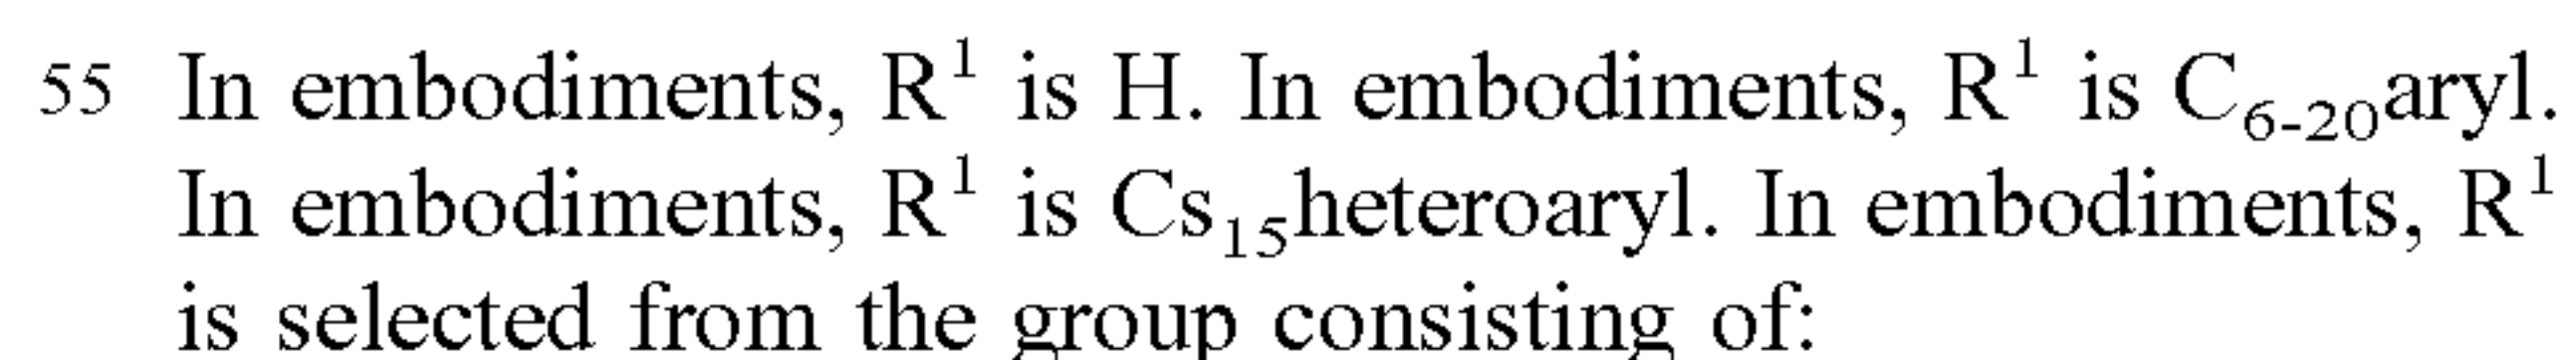 55 In embodiments, R¹ is H. In embodiments, R¹ is C₆₋₂₀aryl.
In embodiments, R¹ is Cs₁₅heteroaryl. In embodiments, R¹
is selected from the group consisting of: